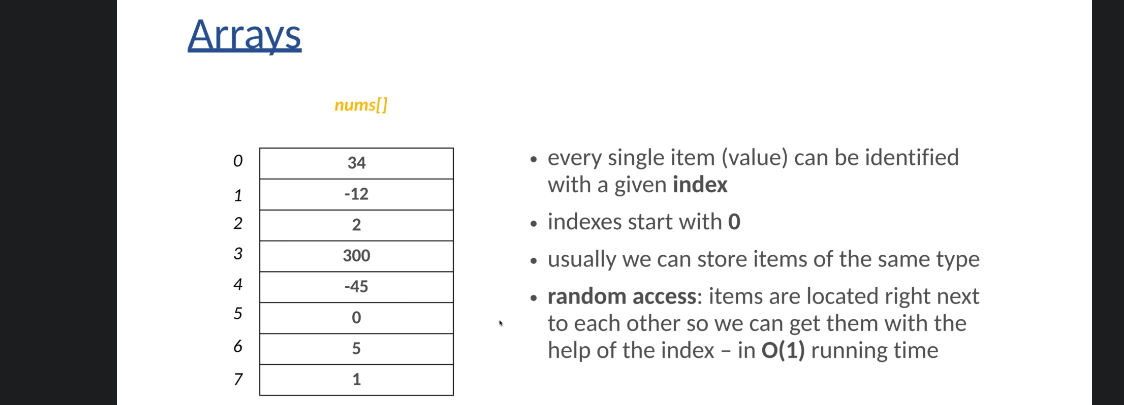 Arrays
nums[]
0 34
1 -12
2 2
3 300
4 -45
5 0
6 5
7 1
• every single item (value) can be identified
with a given index
• indexes start with 0
• usually we can store items of the same type
• random access: items are located right next
to each other so we can get them with the
help of the index – in O(1) running time